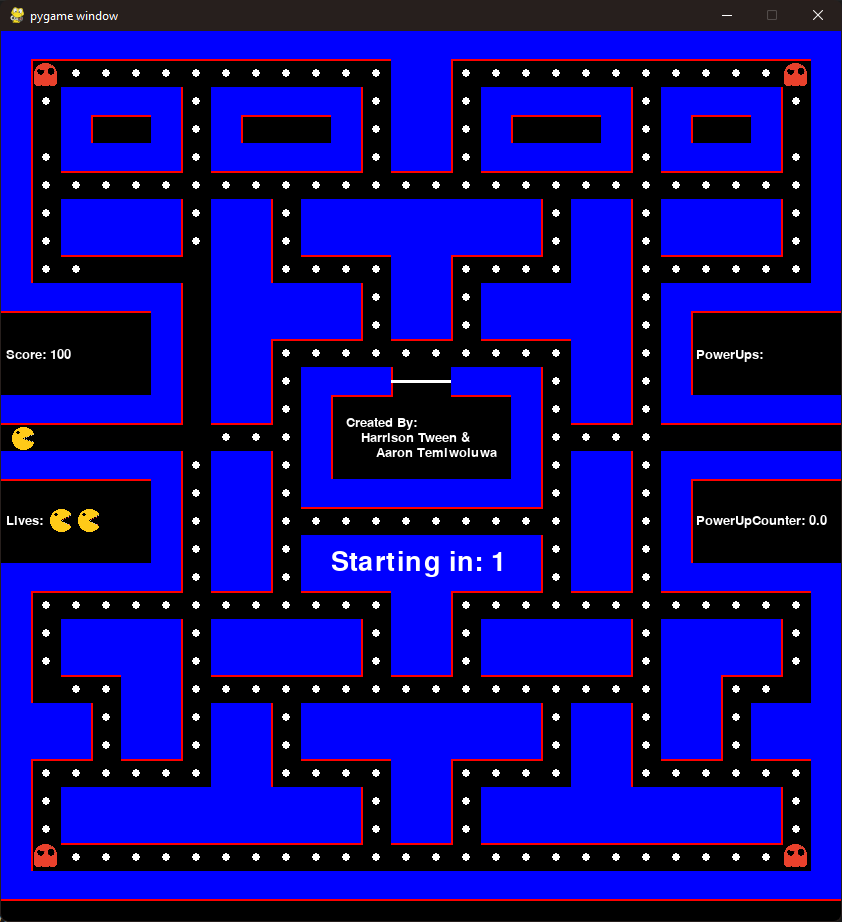 pygame window
Score: 100
PowerUps:
Created By:
Harrison Tween &
Aaron Temiwoluwa
Lives:
PowerUpCounter: 0.0
Starting in: 1